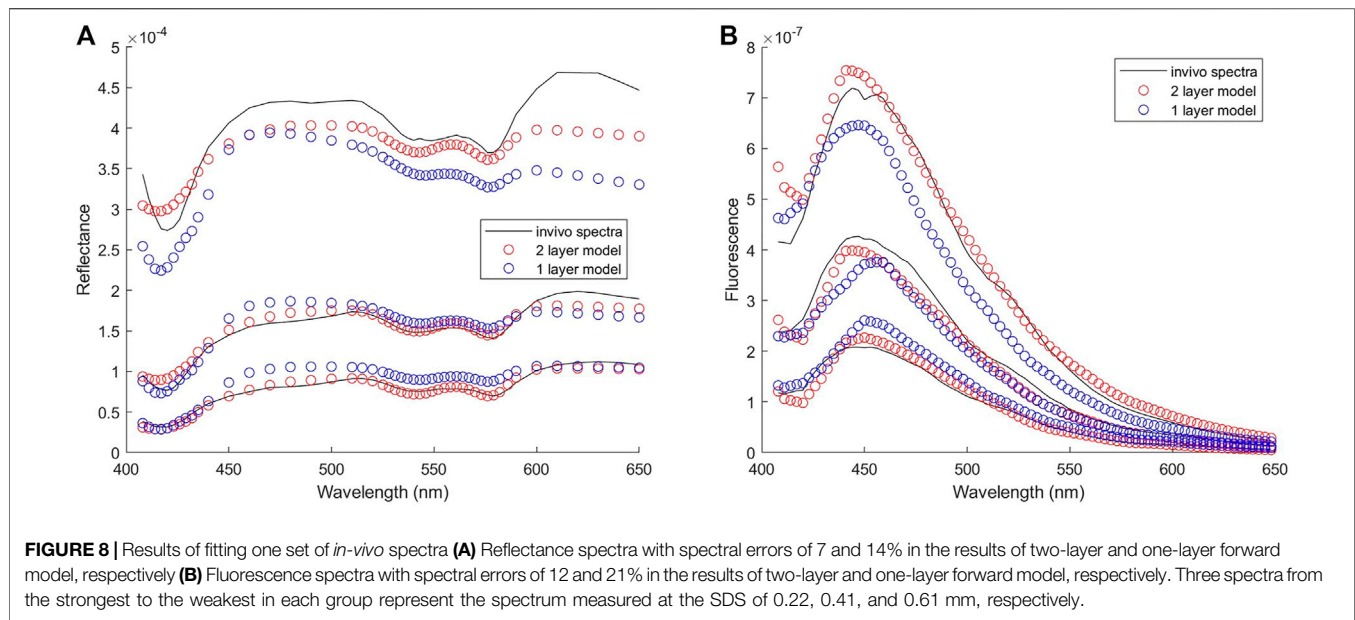 A
×10⁻⁴
5
4.5
4
3.5
3
2.5
2
1.5
1
0.5
0
Reflectance
invivo spectra
2 layer model
1 layer model
400 450 500 550 600 650
Wavelength (nm)
B
×10⁻⁷
8
7
6
5
4
3
2
1
0
Fluorescence
invivo spectra
2 layer model
1 layer model
400 450 500 550 600 650
Wavelength (nm)
FIGURE 8 | Results of fitting one set of in-vivo spectra (A) Reflectance spectra with spectral errors of 7 and 14% in the results of two-layer and one-layer forward
model, respectively (B) Fluorescence spectra with spectral errors of 12 and 21% in the results of two-layer and one-layer forward model, respectively. Three spectra from
the strongest to the weakest in each group represent the spectrum measured at the SDS of 0.22, 0.41, and 0.61 mm, respectively.